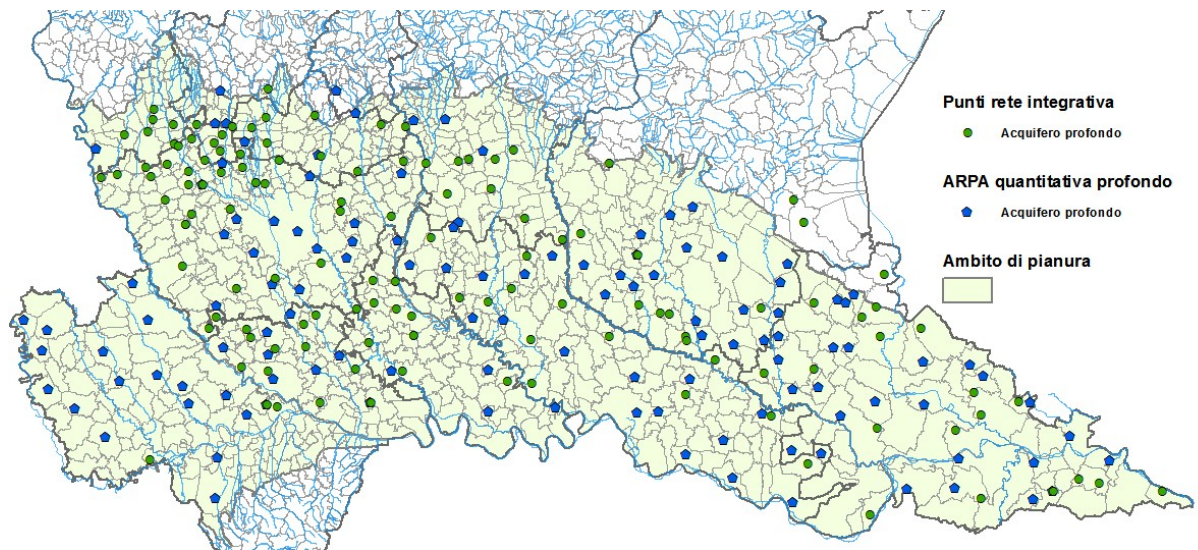 Punti rete integrativa
Acquifero profondo
ARPA quantitativa profondo
Acquifero profondo
Ambito di pianura